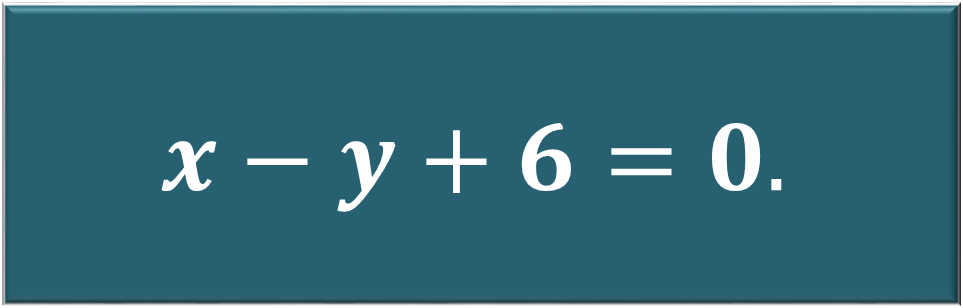 x − y + 6 = 0.